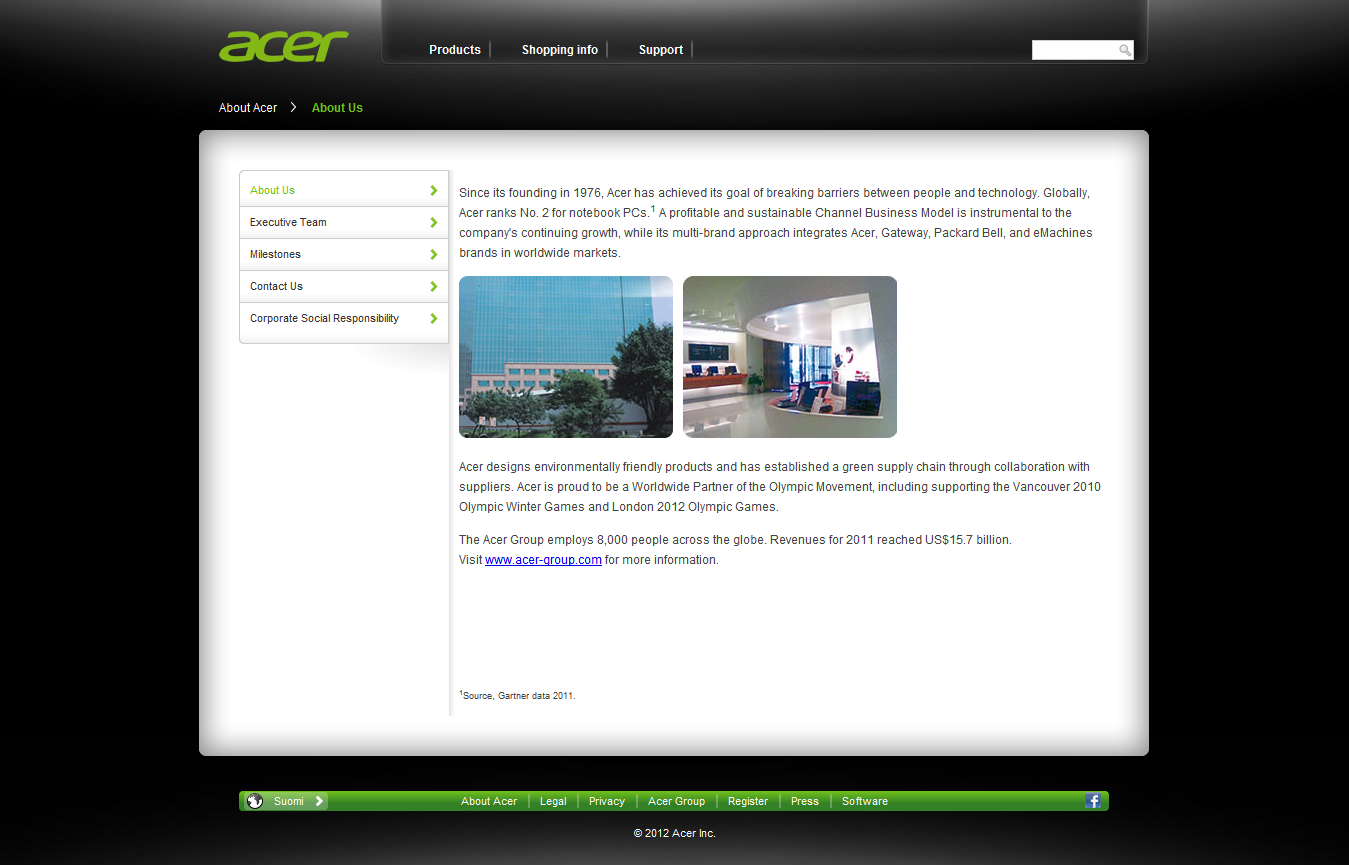 acer
Products
Shopping info
Support
About Acer
About Us
About Us
Executive Team
Milestones
Contact Us
Corporate Social Responsibility
Since its founding in 1976, Acer has achieved its goal of breaking barriers between people and technology. Globally,
Acer ranks No. 2 for notebook PCs.1 A profitable and sustainable Channel Business Model is instrumental to the
company's continuing growth, while its multi-brand approach integrates Acer, Gateway, Packard Bell, and eMachines
brands in worldwide markets.
Acer designs environmentally friendly products and has established a green supply chain through collaboration with
suppliers. Acer is proud to be a Worldwide Partner of the Olympic Movement, including supporting the Vancouver 2010
Olympic Winter Games and London 2012 Olympic Games.
The Acer Group employs 8,000 people across the globe. Revenues for 2011 reached US$15.7 billion.
Visit www.acer-group.com for more information.
1Source, Gartner data 2011.
Suomi
About Acer
Legal
Privacy
Acer Group
Register
Press
Software
© 2012 Acer Inc.